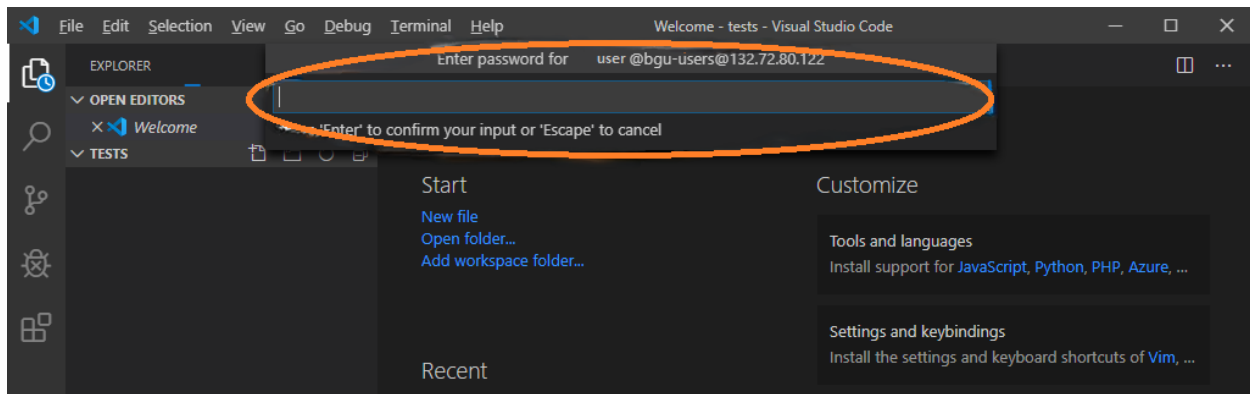 File Edit Selection View Go Debug Terminal Help Welcome - tests - Visual Studio Code
Enter password for user @bgu-users@132.72.80.122
'Enter' to confirm your input or 'Escape' to cancel
EXPLORER
OPEN EDITORS
Welcome
TESTS
Start
New file
Open folder...
Add workspace folder...
Recent
Customize
Tools and languages
Install support for JavaScript, Python, PHP, Azure, ...
Settings and keybindings
Install the settings and keyboard shortcuts of Vim, ...